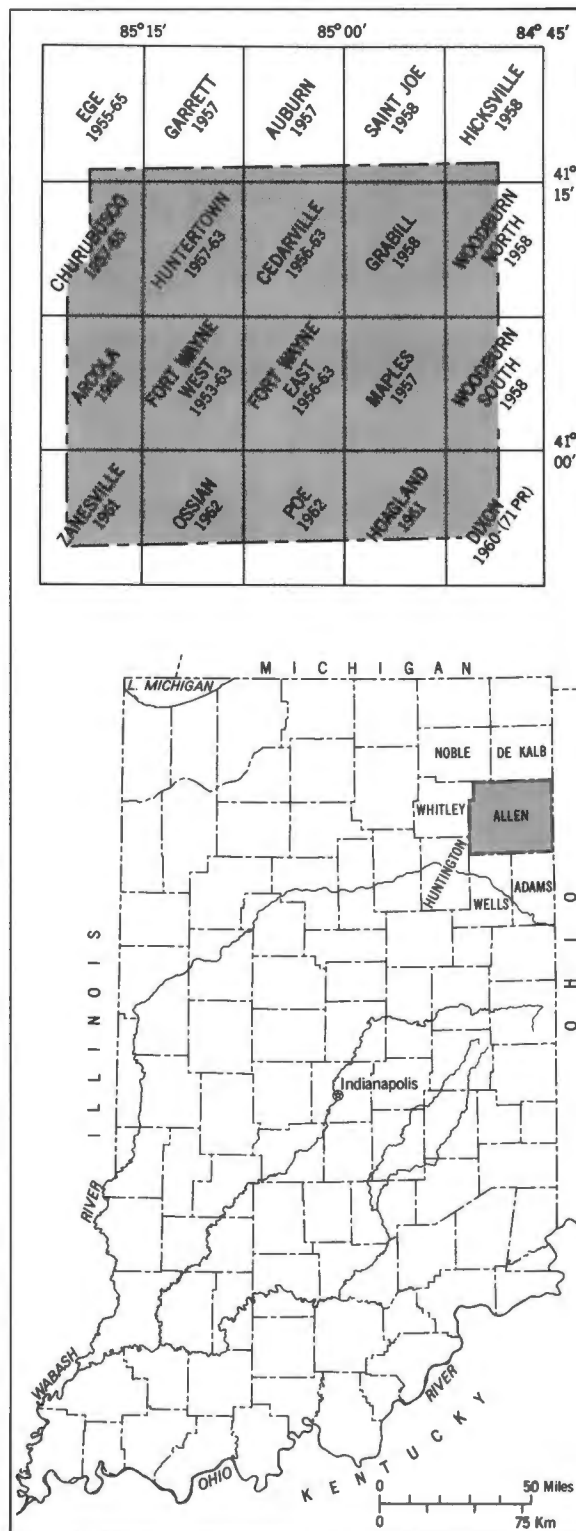 85° 15'
85° 00'
84° 45'
EGE
1955-65
GARRETT
1957
AUBURN
1957
SAINT JOE
1958
HICKSVILLE
1958
41°
15'
CHURUBUSCO
1957-65
HUNTERTOWN
1957-63
CEDARVILLE
1956-63
GRABILL
1958
WOODBURN
NORTH
1958
ARCOLA
FORT WAYNE
WEST
1953-63
FORT WAYNE
EAST
1956-63
MAPLES
1957
WOODBURN
SOUTH
1958
41°
00'
ZANESVILLE
1961
OSSIAN
1962
POE
1962
HOAGLAND
1961
DIXON
1960-(71 PR)
MICHIGAN
L. MICHIGAN
NOBLE
DE KALB
WHITLEY
ALLEN
HUNTINGTON
ADAMS
WELLS
OHIO
ILLINOIS
Indianapolis
RIVER
WABASH
RIVER
OHIO
KENTUCKY
0 50 Miles
0 75 Km